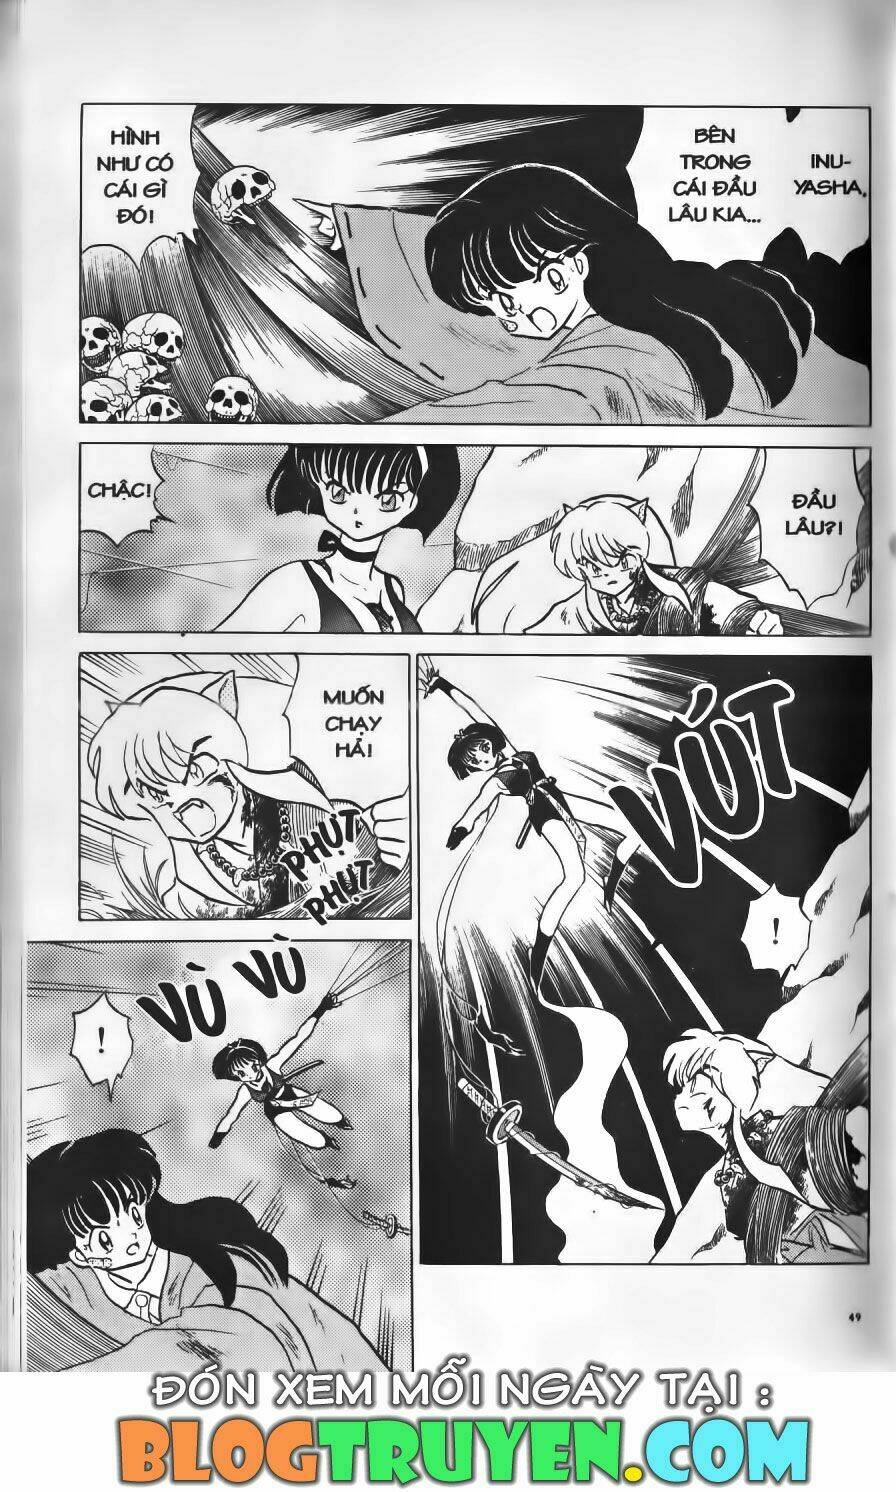 INU-
YASHA,
BÊN
TRONG
CÁI ĐẦU
LÂU KIA...
HÌNH
NHƯ CÓ
CÁI GÌ
ĐÓ!
ĐẦU
LÂU?!
CHẬC!
VÚT
!
MUỐN
CHẠY
HẢ!
PHỤT
PHỤT
VÙ VÙ
!
49
ĐÓN XEM MỖI NGÀY TẠI :
BLOGTRUYEN.COM